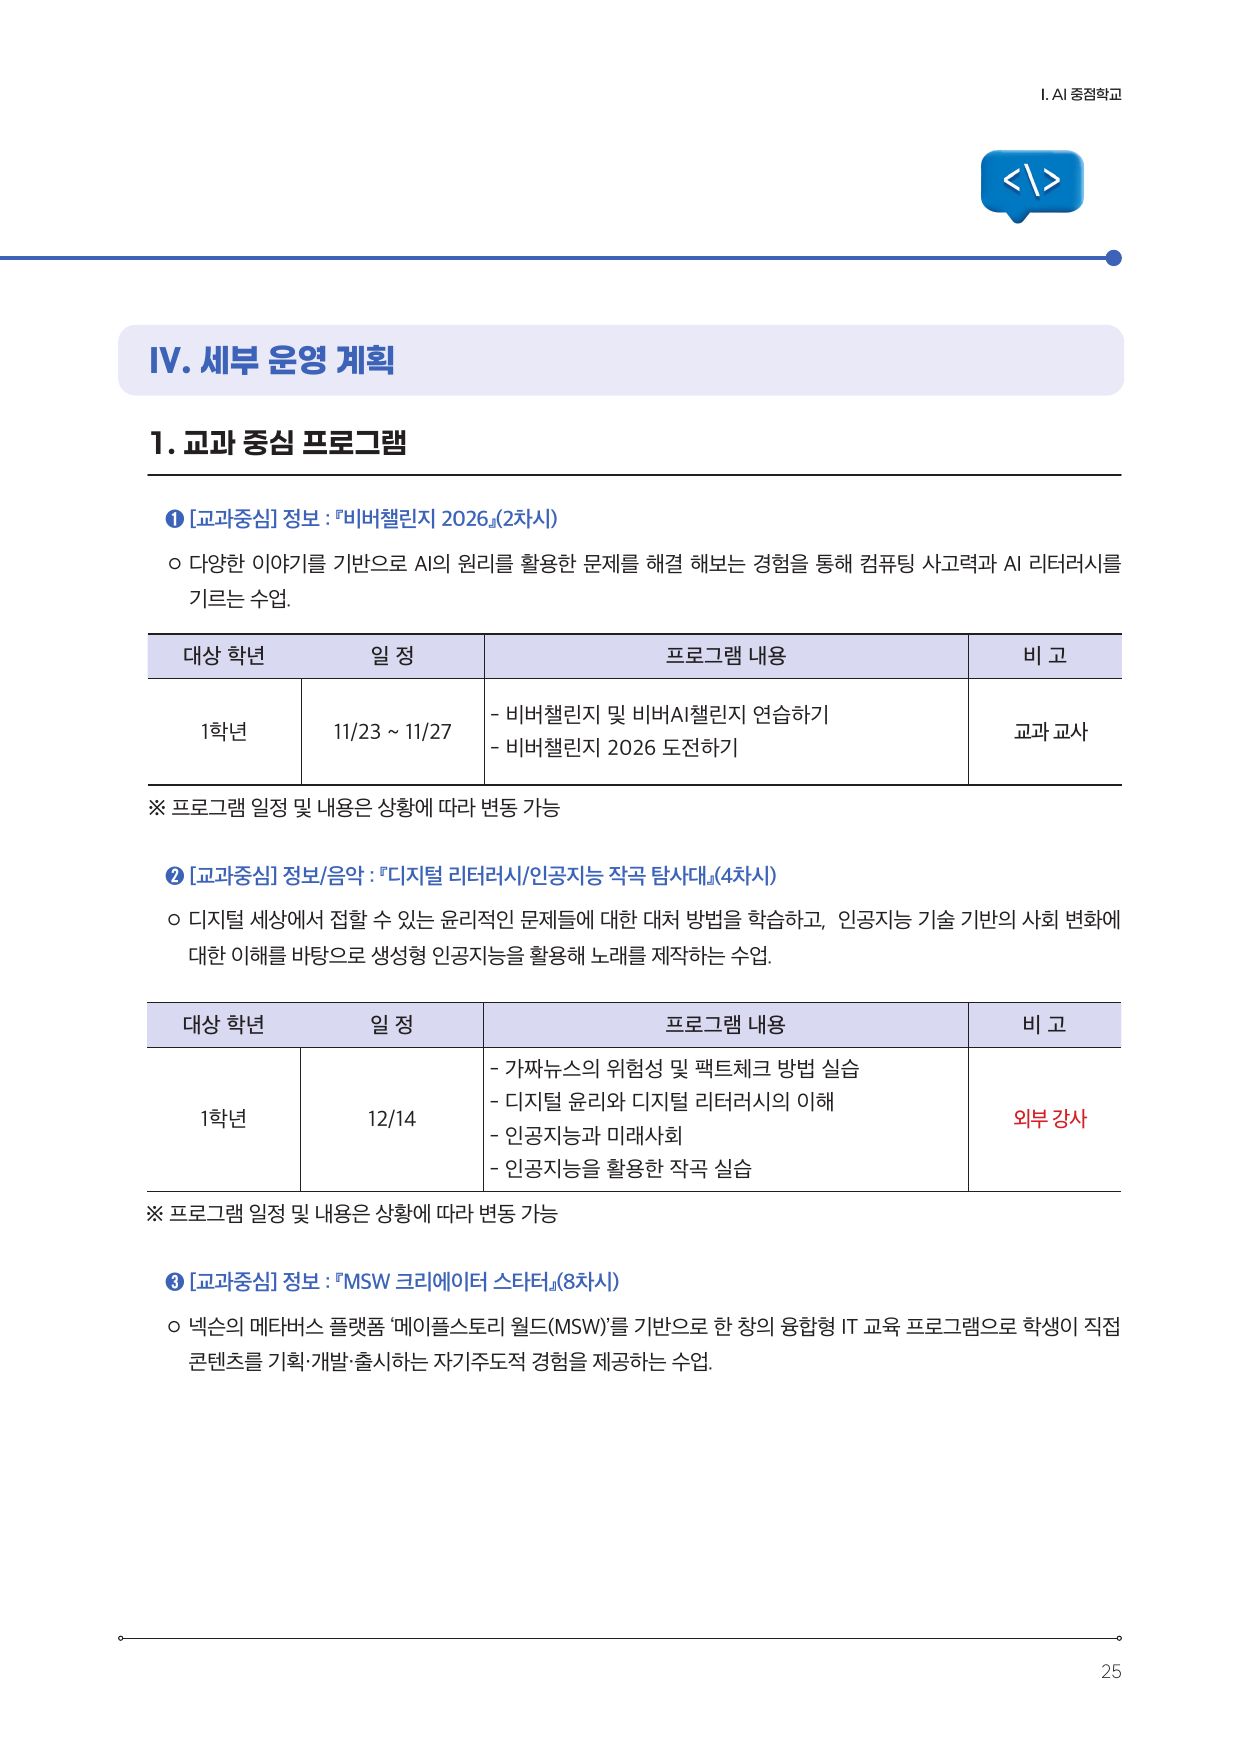 Ⅰ. AI 중점학교
<\>
Ⅳ. 세부 운영 계획
1. 교과 중심 프로그램
❶ [교과중심] 정보 : 『비버챌린지 2026』(2차시)
○ 다양한 이야기를 기반으로 AI의 원리를 활용한 문제를 해결 해보는 경험을 통해 컴퓨팅 사고력과 AI 리터러시를
기르는 수업.
대상 학년 일 정 프로그램 내용 비 고
1학년 11/23 ~ 11/27 - 비버챌린지 및 비버AI챌린지 연습하기
- 비버챌린지 2026 도전하기 교과 교사
※ 프로그램 일정 및 내용은 상황에 따라 변동 가능
❷ [교과중심] 정보/음악 : 『디지털 리터러시/인공지능 작곡 탐사대』(4차시)
○ 디지털 세상에서 접할 수 있는 윤리적인 문제들에 대한 대처 방법을 학습하고, 인공지능 기술 기반의 사회 변화에
대한 이해를 바탕으로 생성형 인공지능을 활용해 노래를 제작하는 수업.
대상 학년 일 정 프로그램 내용 비 고
1학년 12/14 - 가짜뉴스의 위험성 및 팩트체크 방법 실습
- 디지털 윤리와 디지털 리터러시의 이해
- 인공지능과 미래사회
- 인공지능을 활용한 작곡 실습 외부 강사
※ 프로그램 일정 및 내용은 상황에 따라 변동 가능
❸ [교과중심] 정보 : 『MSW 크리에이터 스타터』(8차시)
○ 넥슨의 메타버스 플랫폼 ‘메이플스토리 월드(MSW)’를 기반으로 한 창의 융합형 IT 교육 프로그램으로 학생이 직접
콘텐츠를 기획·개발·출시하는 자기주도적 경험을 제공하는 수업.
25